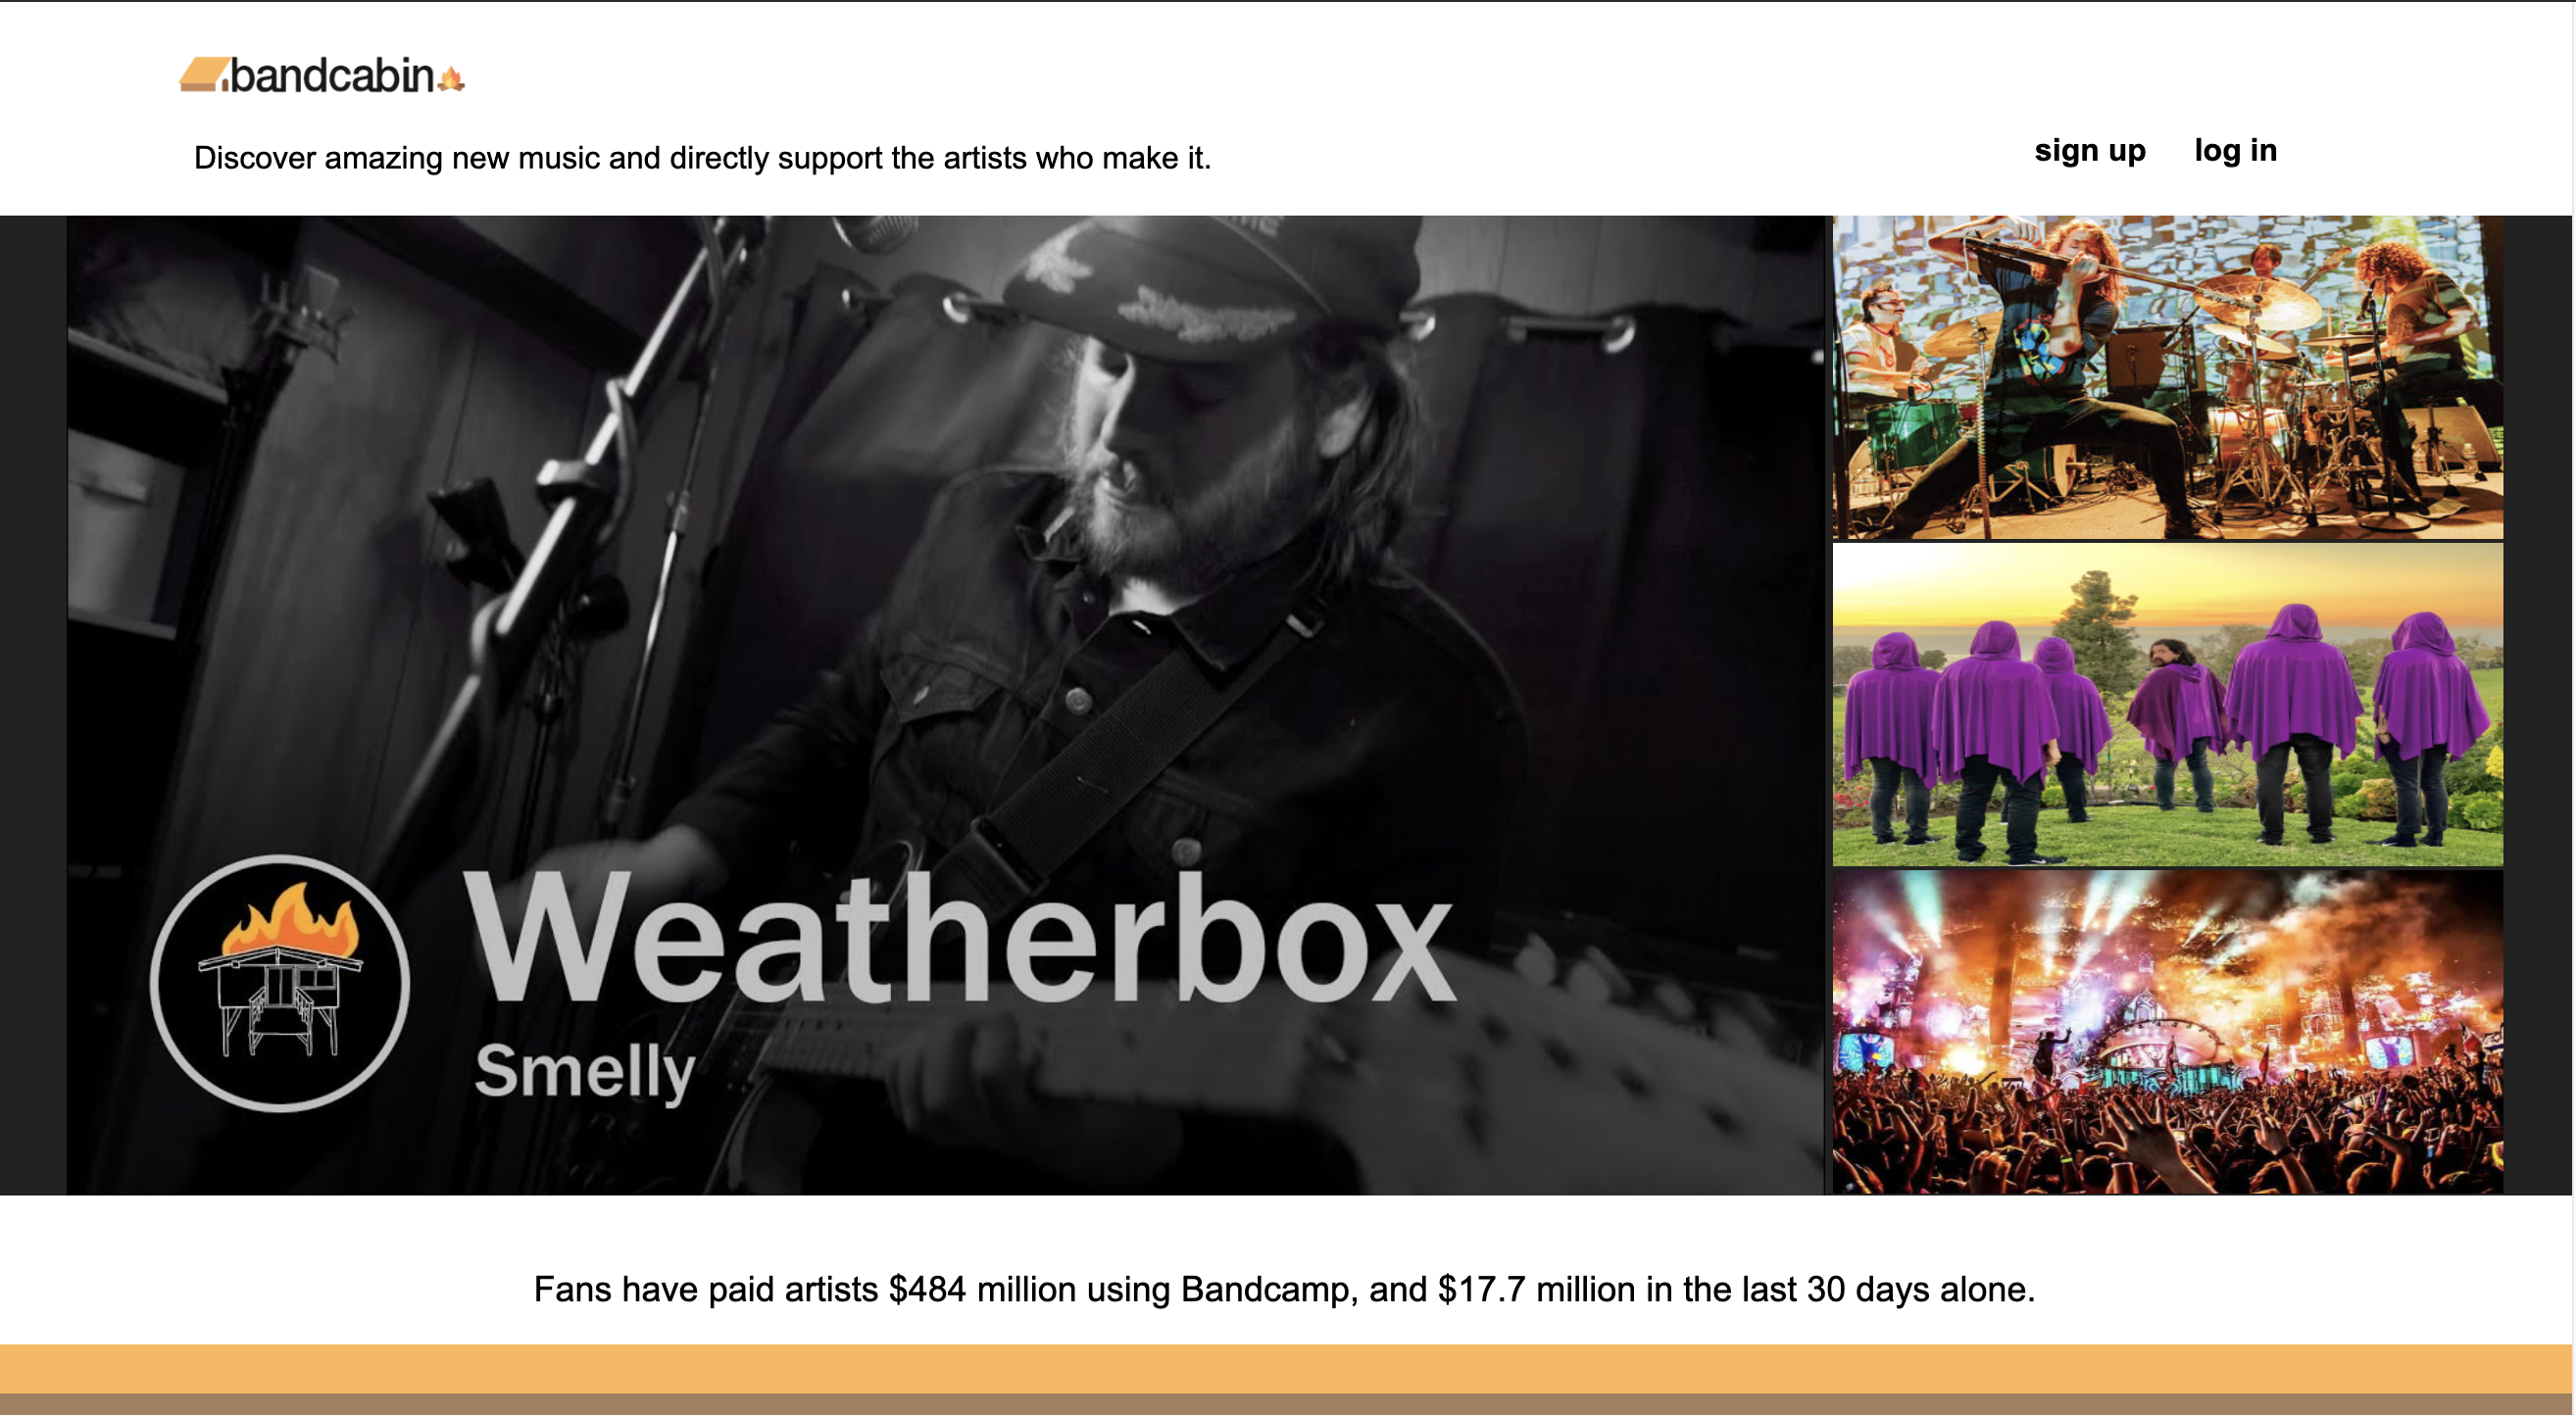 bandcabin
Discover amazing new music and directly support the artists who make it.
sign up log in
Weatherbox
Smelly
Fans have paid artists $484 million using Bandcamp, and $17.7 million in the last 30 days alone.